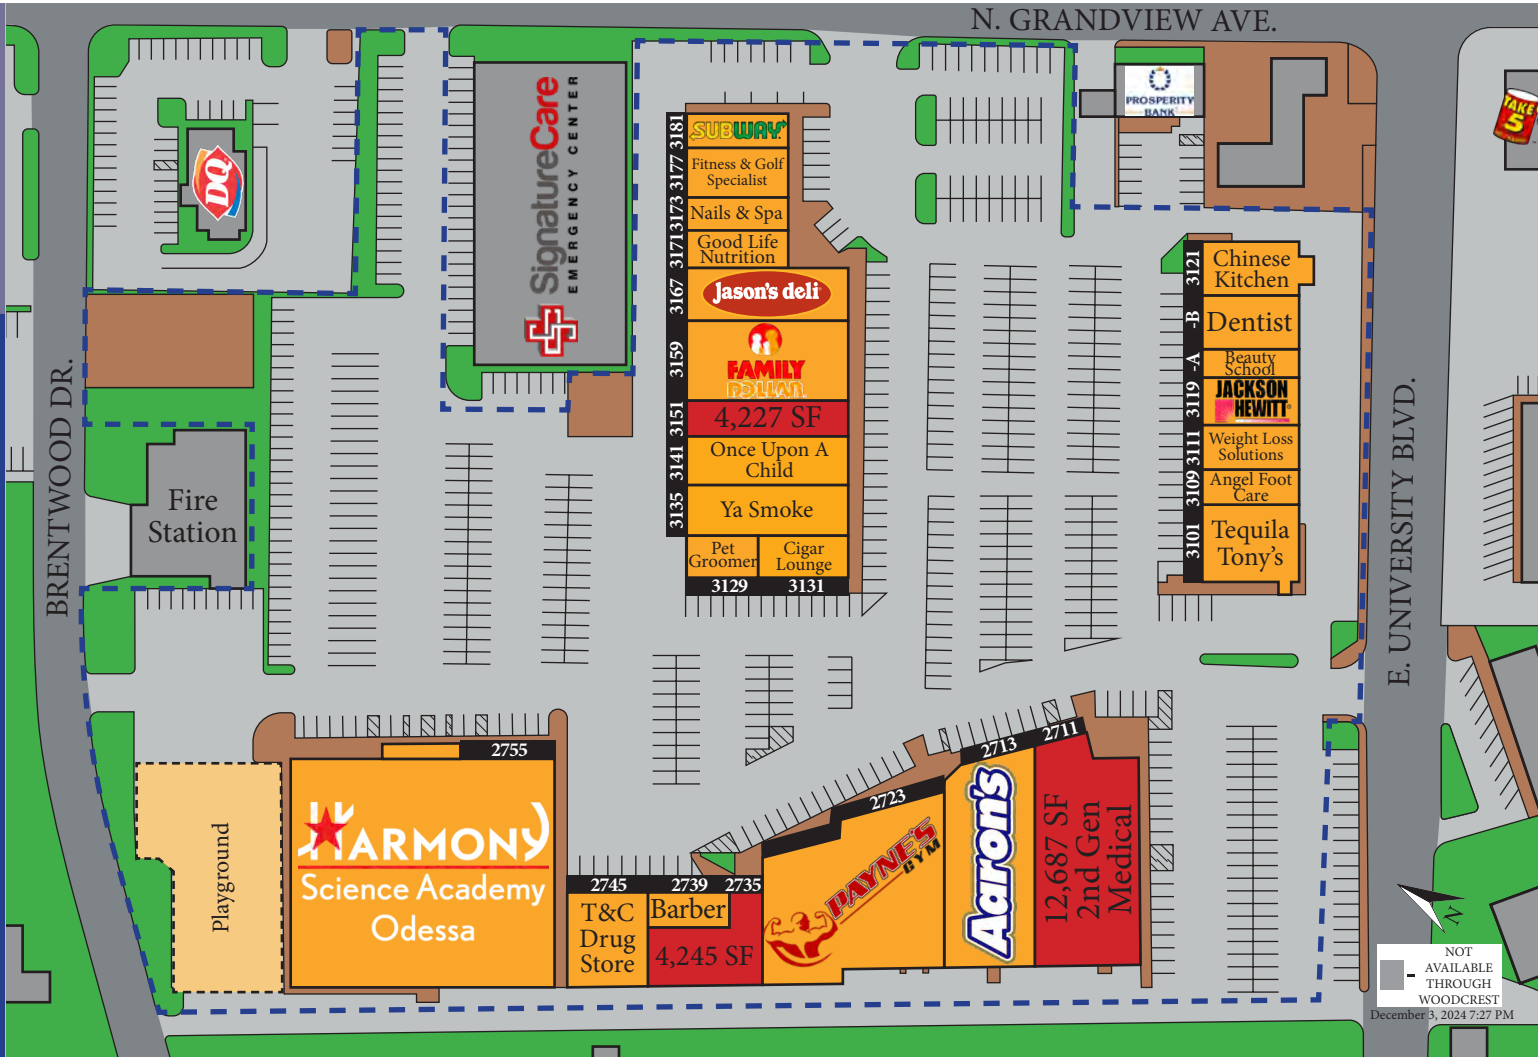 N. GRANDVIEW AVE.
BRENTWOOD DR.
E. UNIVERSITY BLVD.
DQ
SignatureCare
EMERGENCY CENTER
PROSPERITY
BANK
TAKE
5
3181
SUBWAY
3177
Fitness & Golf
Specialist
3173
Nails & Spa
3171
Good Life
Nutrition
3167
Jason's deli
3159
FAMILY
DOLLAR
3151
4,227 SF
3141
Once Upon A
Child
3135
Ya Smoke
Pet
Groomer
Cigar
Lounge
3129
3131
3121
Chinese
Kitchen
-B
Dentist
-A
Beauty
School
3119
JACKSON
HEWITT
3111
Weight Loss
Solutions
3109
Angel Foot
Care
3101
Tequila
Tony's
Fire
Station
Playground
2755
HARMONY
Science Academy
Odessa
2745
T&C
Drug
Store
2739
Barber
2735
4,245 SF
2723
PAYNE'S
GYM
2713
Aaron's
2711
12,687 SF
2nd Gen
Medical
N
NOT
AVAILABLE
THROUGH
WOODCREST
December 3, 2024 7:27 PM